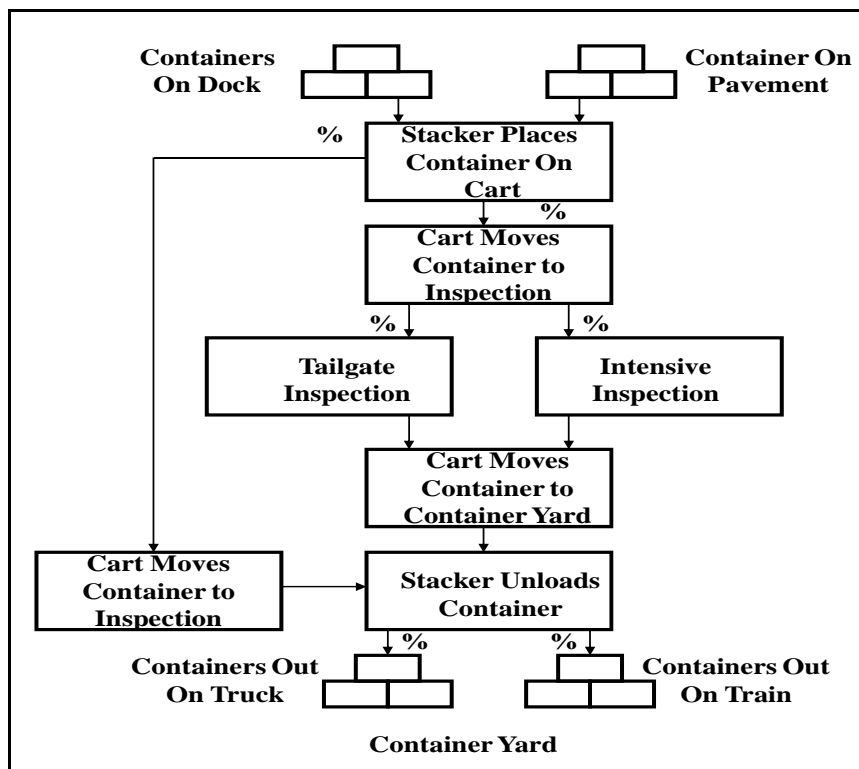 Containers
On Dock
Container On
Pavement
%
Stacker Places
Container On
Cart
%
Cart Moves
Container to
Inspection
%
%
Tailgate
Inspection
Intensive
Inspection
Cart Moves
Container to
Container Yard
Cart Moves
Container to
Inspection
Stacker Unloads
Container
%
%
Containers Out
On Truck
Containers Out
On Train
Container Yard